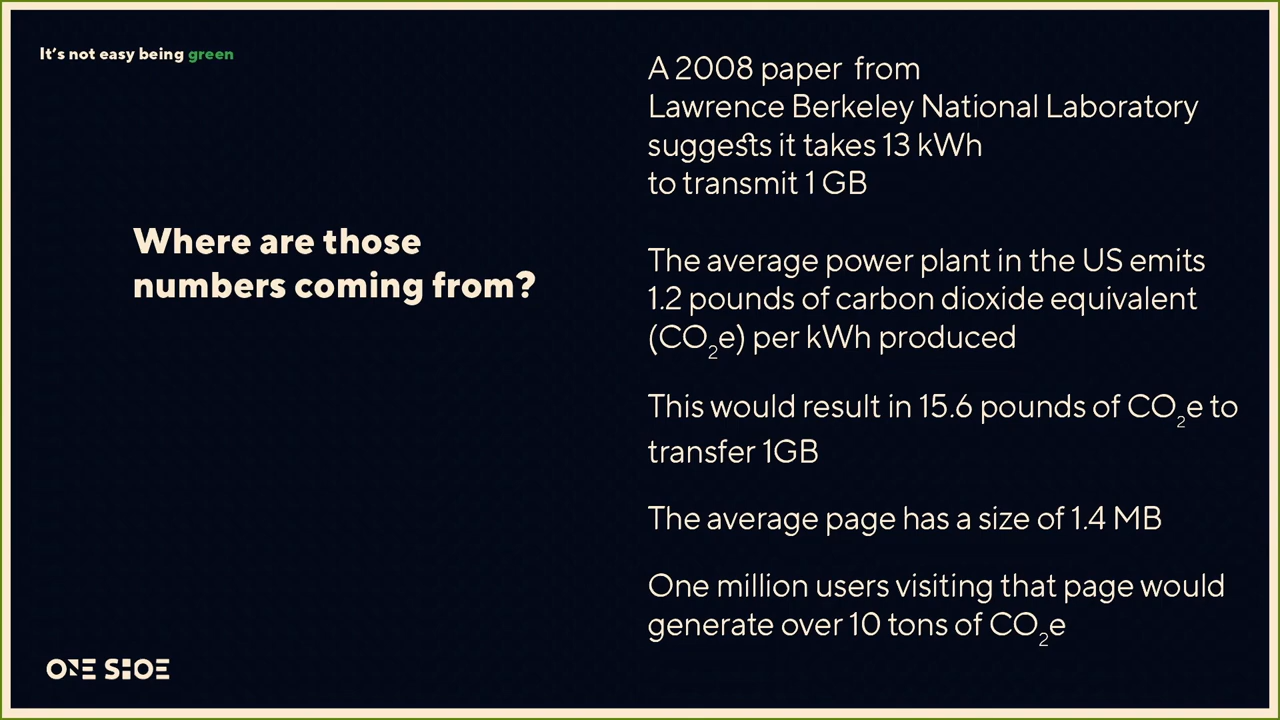 It's not easy being green
Where are those
numbers coming from?
A 2008 paper from
Lawrence Berkeley National Laboratory
suggests it takes 13 kWh
to transmit 1 GB
The average power plant in the US emits
1.2 pounds of carbon dioxide equivalent
(CO₂e) per kWh produced
This would result in 15.6 pounds of CO₂e to
transfer 1GB
The average page has a size of 1.4 MB
One million users visiting that page would
generate over 10 tons of CO₂e
ONE SHOE